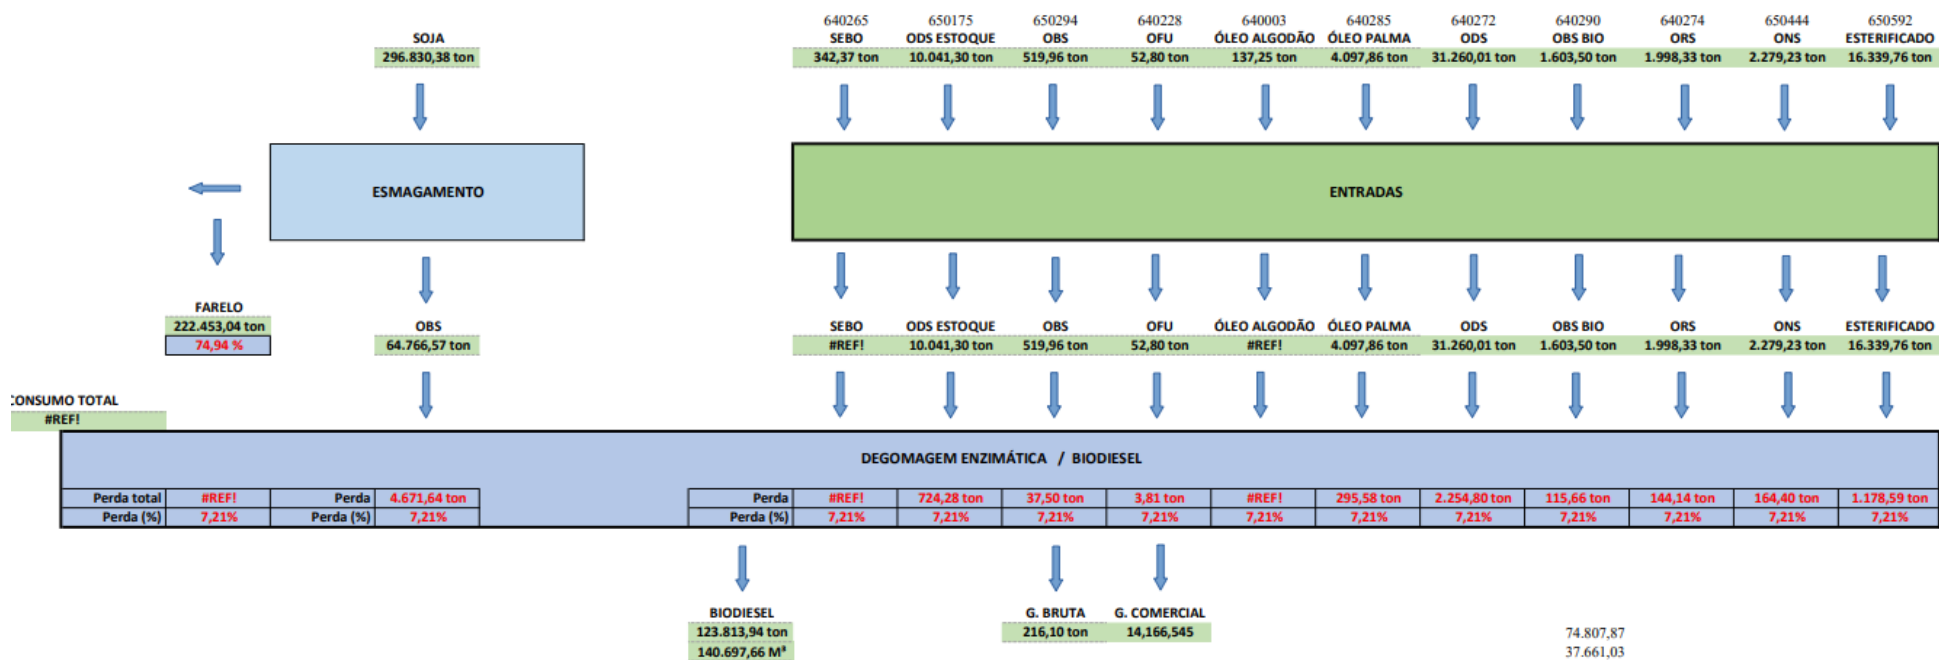 640265 650175 650294 640228 640003 640285 640272 640290 640274 650444 650592
SOJA SEBO ODS ESTOQUE OBS OFU ÓLEO ALGODÃO ÓLEO PALMA ODS OBS BIO ORS ONS ESTERIFICADO
296.830,38 ton 342,37 ton 10.041,30 ton 519,96 ton 52,80 ton 137,25 ton 4.097,86 ton 31.260,01 ton 1.603,50 ton 1.998,33 ton 2.279,23 ton 16.339,76 ton
ESMAGAMENTO ENTRADAS
FARELO
222.453,04 ton OBS SEBO ODS ESTOQUE OBS OFU ÓLEO ALGODÃO ÓLEO PALMA ODS OBS BIO ORS ONS ESTERIFICADO
74,94 % 64.766,57 ton #REF! 10.041,30 ton 519,96 ton 52,80 ton #REF! 4.097,86 ton 31.260,01 ton 1.603,50 ton 1.998,33 ton 2.279,23 ton 16.339,76 ton
CONSUMO TOTAL
#REF!
DEGOMAGEM ENZIMÁTICA / BIODIESEL
Perda total #REF! Perda 4.671,64 ton Perda #REF! 724,28 ton 37,50 ton 3,81 ton #REF! 295,58 ton 2.254,80 ton 115,66 ton 144,14 ton 164,40 ton 1.178,59 ton
Perda (%) 7,21% Perda (%) 7,21% Perda (%) 7,21% 7,21% 7,21% 7,21% 7,21% 7,21% 7,21% 7,21% 7,21% 7,21% 7,21%
BIODIESEL G. BRUTA G. COMERCIAL
123.813,94 ton 216,10 ton 14,166,545 74.807,87
140.697,66 M³ 37.661,03